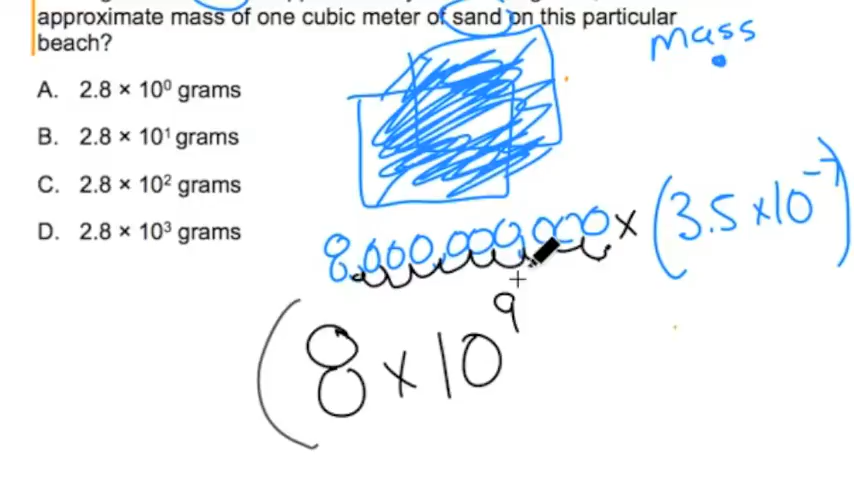 approximate mass of one cubic meter of sand on this particular
beach?
mass
A. 2.8 × 10⁰ grams
B. 2.8 × 10¹ grams
C. 2.8 × 10² grams
D. 2.8 × 10³ grams
8,000,000,000 × (3.5 × 10⁻⁷)
(8 × 10⁹